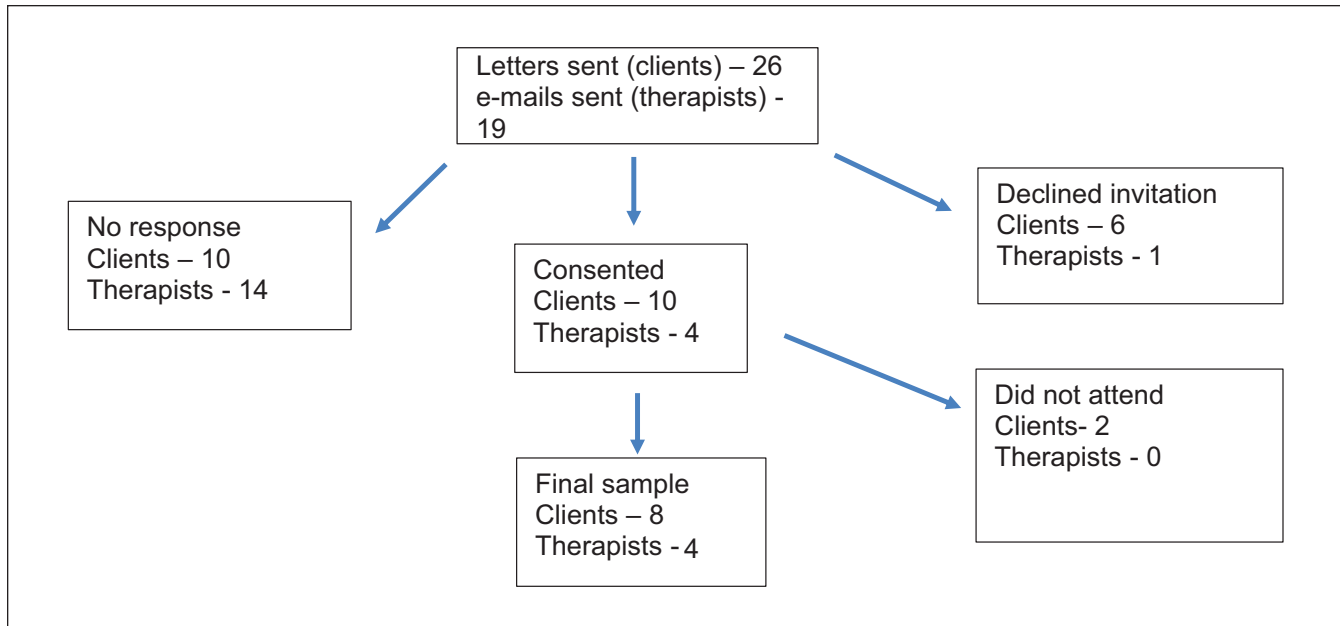 Letters sent (clients) – 26
e-mails sent (therapists) -
19
No response
Clients – 10
Therapists - 14
Consented
Clients – 10
Therapists - 4
Declined invitation
Clients – 6
Therapists - 1
Did not attend
Clients- 2
Therapists - 0
Final sample
Clients – 8
Therapists - 4